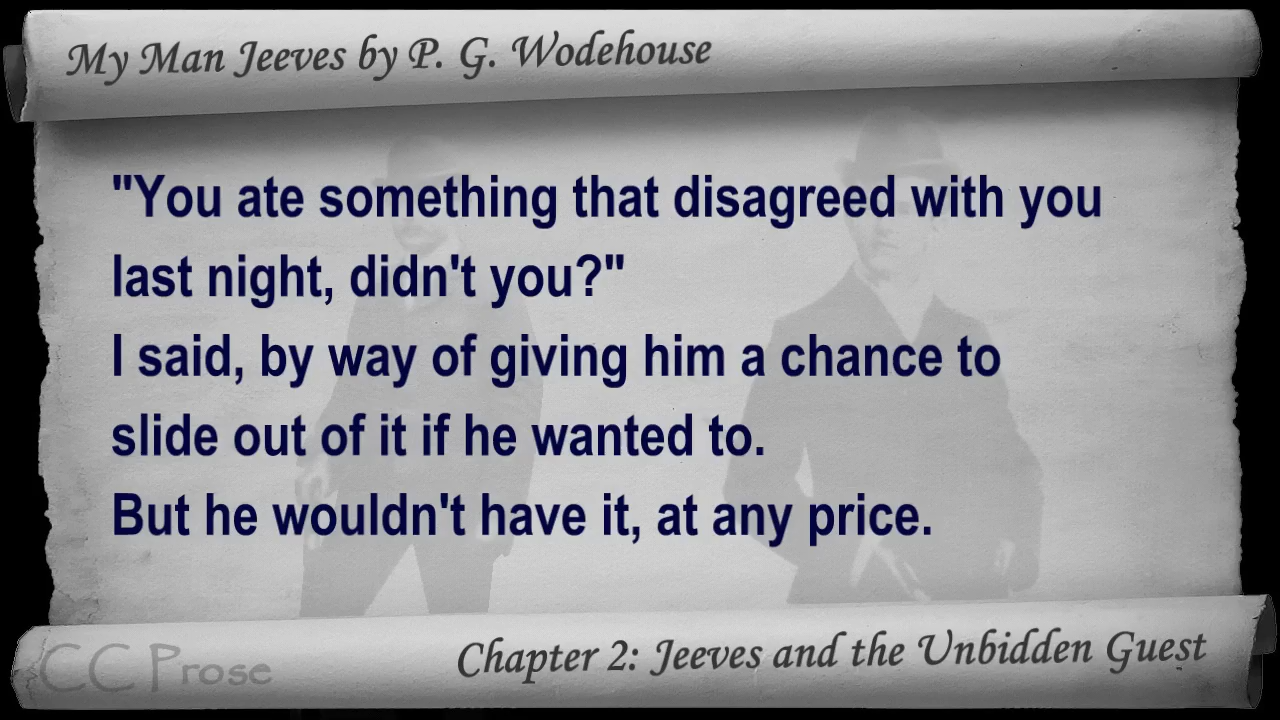 My Man Jeeves by P. G. Wodehouse
"You ate something that disagreed with you
last night, didn't you?"
I said, by way of giving him a chance to
slide out of it if he wanted to.
But he wouldn't have it, at any price.
CC Prose
Chapter 2: Jeeves and the Unbidden Guest